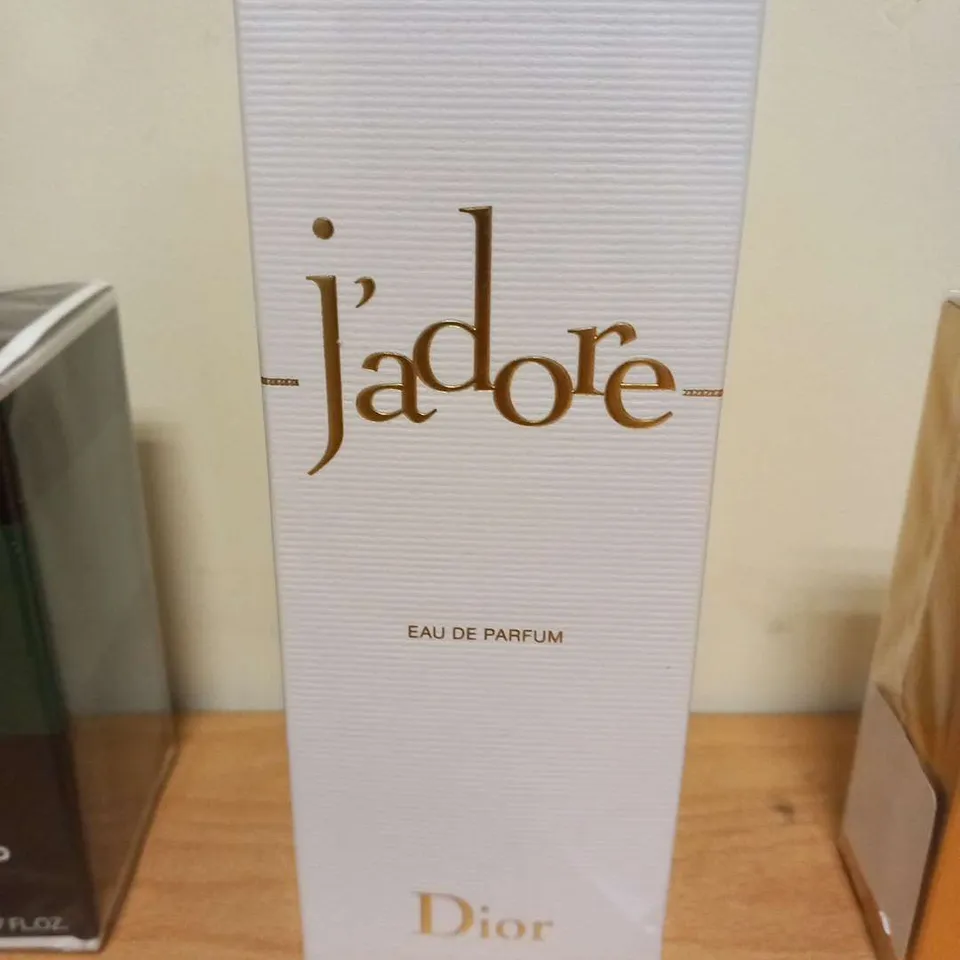 j'adore
EAU DE PARFUM
Dior
FL.OZ.